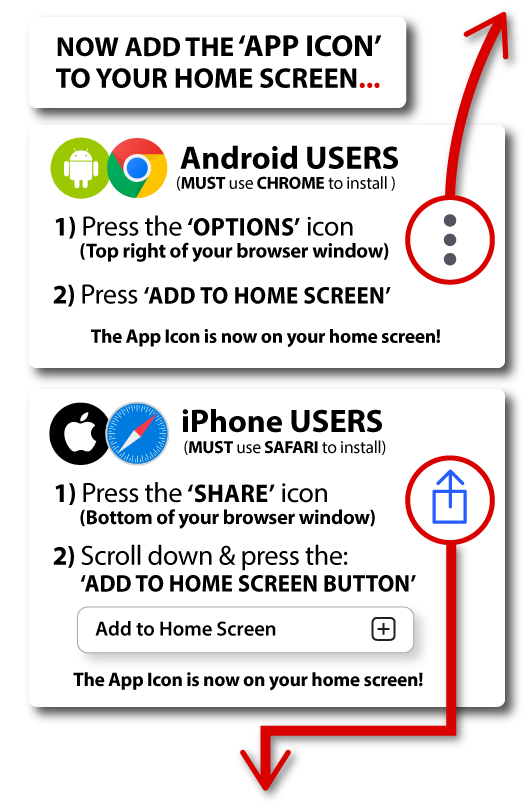 NOW ADD THE ‘APP ICON’
TO YOUR HOME SCREEN...
Android USERS
(MUST use CHROME to install )
1) Press the ‘OPTIONS’ icon
(Top right of your browser window)
2) Press ‘ADD TO HOME SCREEN’
The App Icon is now on your home screen!
iPhone USERS
(MUST use SAFARI to install)
1) Press the ‘SHARE’ icon
(Bottom of your browser window)
2) Scroll down & press the:
‘ADD TO HOME SCREEN BUTTON’
Add to Home Screen
The App Icon is now on your home screen!